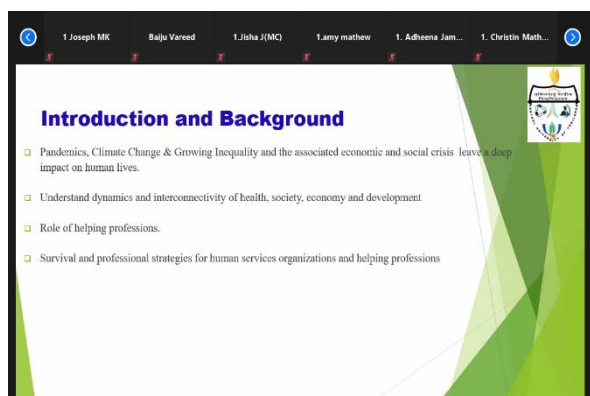 1 Joseph MK
Baiju Vareed
1.Jisha J(MC)
1.amy mathew
1. Adheena Jam...
1. Christin Math...
Introduction and Background
Pandemics, Climate Change & Growing Inequality and the associated economic and social crisis leave a deep
impact on human lives.
Understand dynamics and interconnectivity of health, society, economy and development
Role of helping professions.
Survival and professional strategies for human services organizations and helping professions